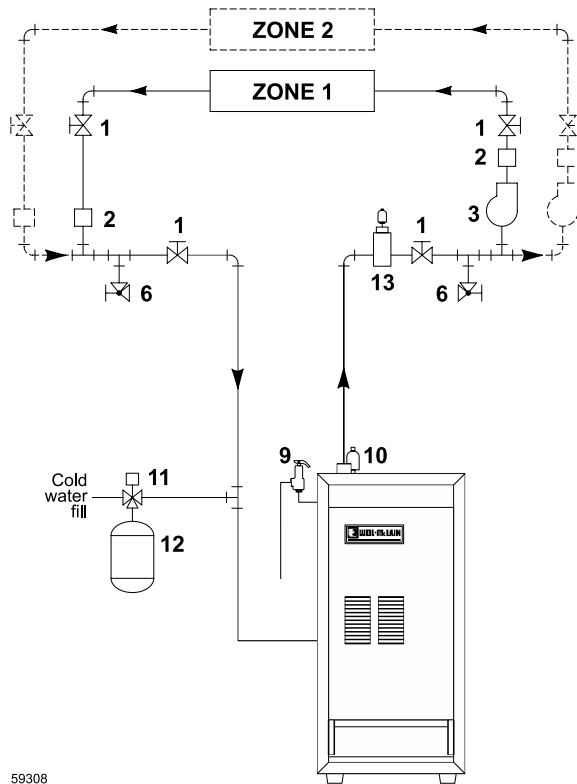 ZONE 2
ZONE 1
1
1
2
2
1
3
1
6
13
6
9
10
Cold
water
fill
11
12
WEIL-McLAIN
59308